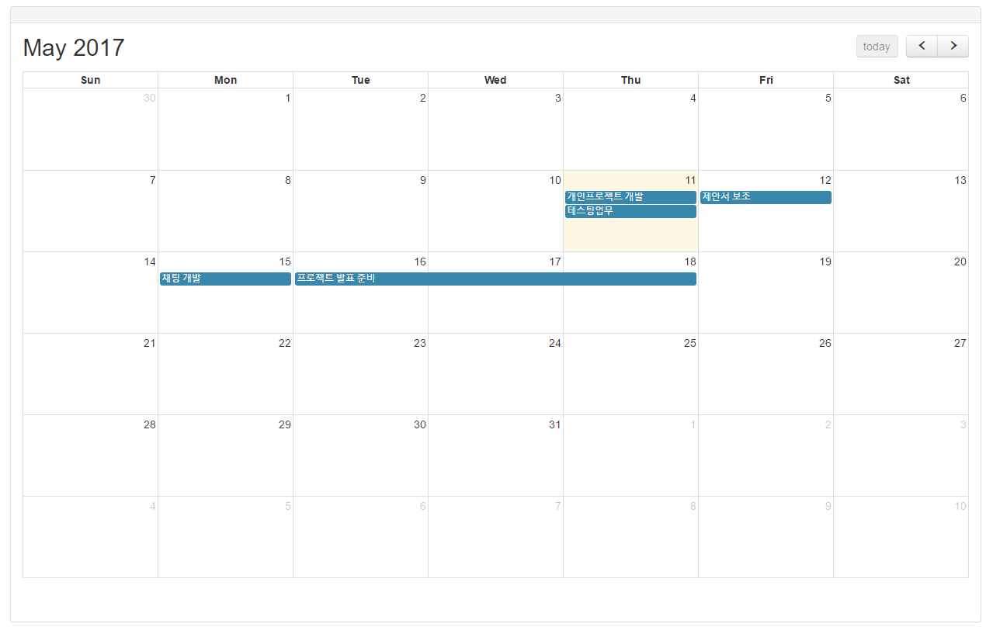 May 2017
today
Sun Mon Tue Wed Thu Fri Sat
30 1 2 3 4 5 6
7 8 9 10 11 12 13
개인프로젝트 개발 제안서 보조
테스팅업무
14 15 16 17 18 19 20
채팅 개발 프로젝트 발표 준비
21 22 23 24 25 26 27
28 29 30 31 1 2 3
4 5 6 7 8 9 10